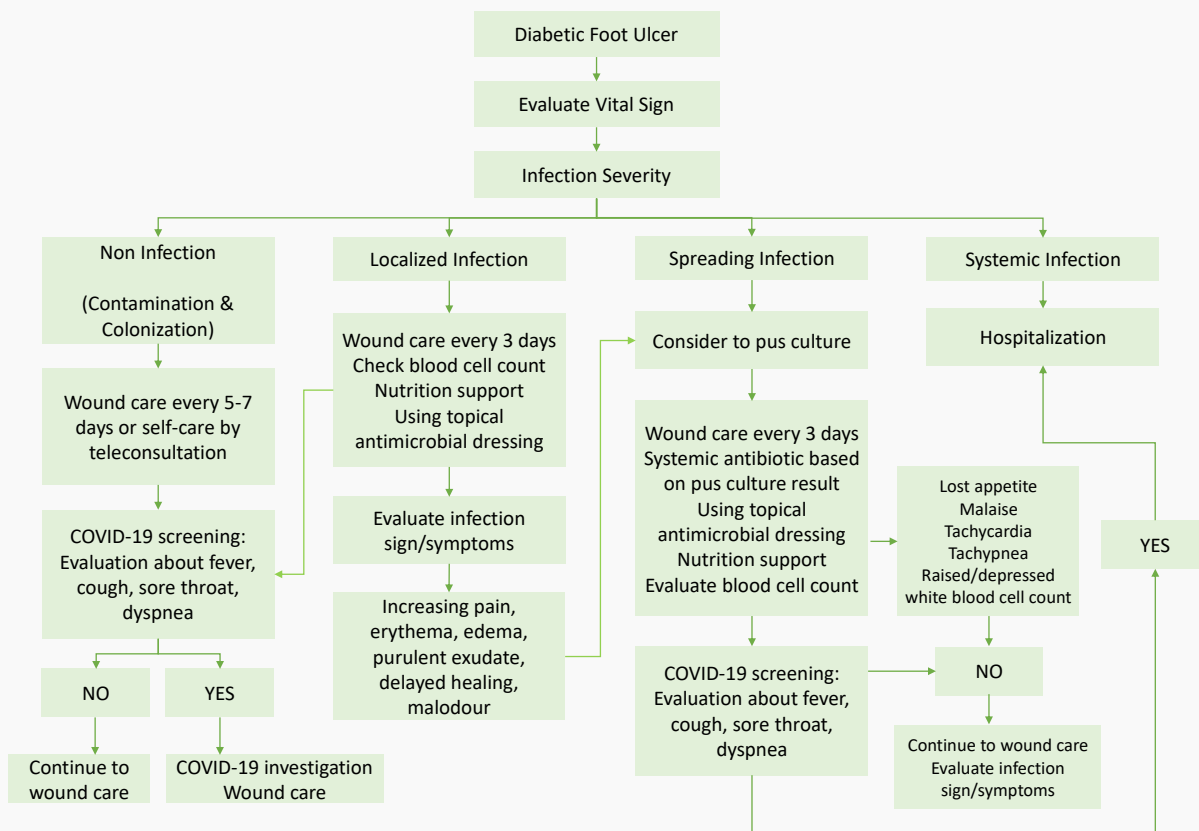 Diabetic Foot Ulcer
Evaluate Vital Sign
Infection Severity
Non Infection
(Contamination &
Colonization)
Wound care every 5-7
days or self-care by
teleconsultation
COVID-19 screening:
Evaluation about fever,
cough, sore throat,
dyspnea
NO
YES
Continue to
wound care
COVID-19 investigation
Wound care
Localized Infection
Wound care every 3 days
Check blood cell count
Nutrition support
Using topical
antimicrobial dressing
Evaluate infection
sign/symptoms
Increasing pain,
erythema, edema,
purulent exudate,
delayed healing,
malodour
Spreading Infection
Consider to pus culture
Wound care every 3 days
Systemic antibiotic based
on pus culture result
Using topical
antimicrobial dressing
Nutrition support
Evaluate blood cell count
COVID-19 screening:
Evaluation about fever,
cough, sore throat,
dyspnea
Systemic Infection
Hospitalization
Lost appetite
Malaise
Tachycardia
Tachypnea
Raised/depressed
white blood cell count
YES
NO
Continue to wound care
Evaluate infection
sign/symptoms